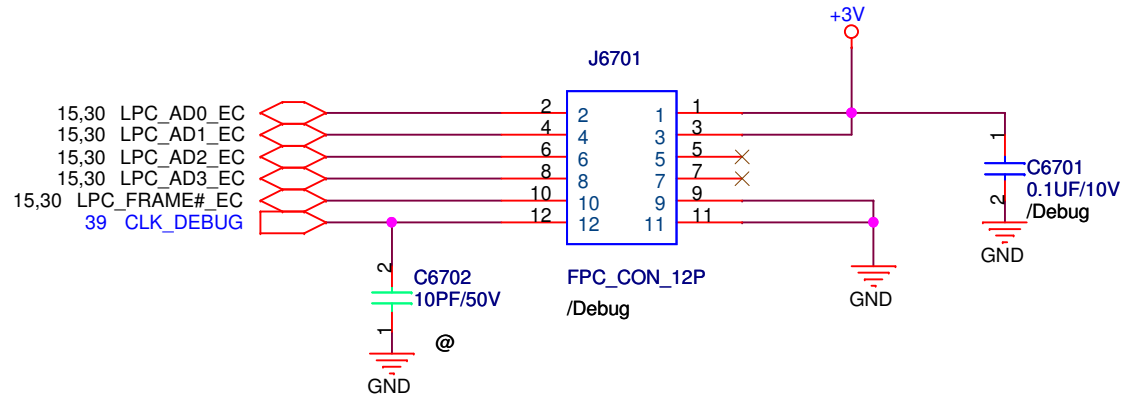 +3V
J6701
15,30 LPC_AD0_EC 2 2 1 1
15,30 LPC_AD1_EC 4 4 3 3
15,30 LPC_AD2_EC 6 6 5 5
15,30 LPC_AD3_EC 8 8 7 7
15,30 LPC_FRAME#_EC 10 10 9 9
39 CLK_DEBUG 12 12 11 11
1
C6701
0.1UF/10V
2
/Debug
GND
2
C6702
10PF/50V
1
@
GND
FPC_CON_12P
/Debug
GND